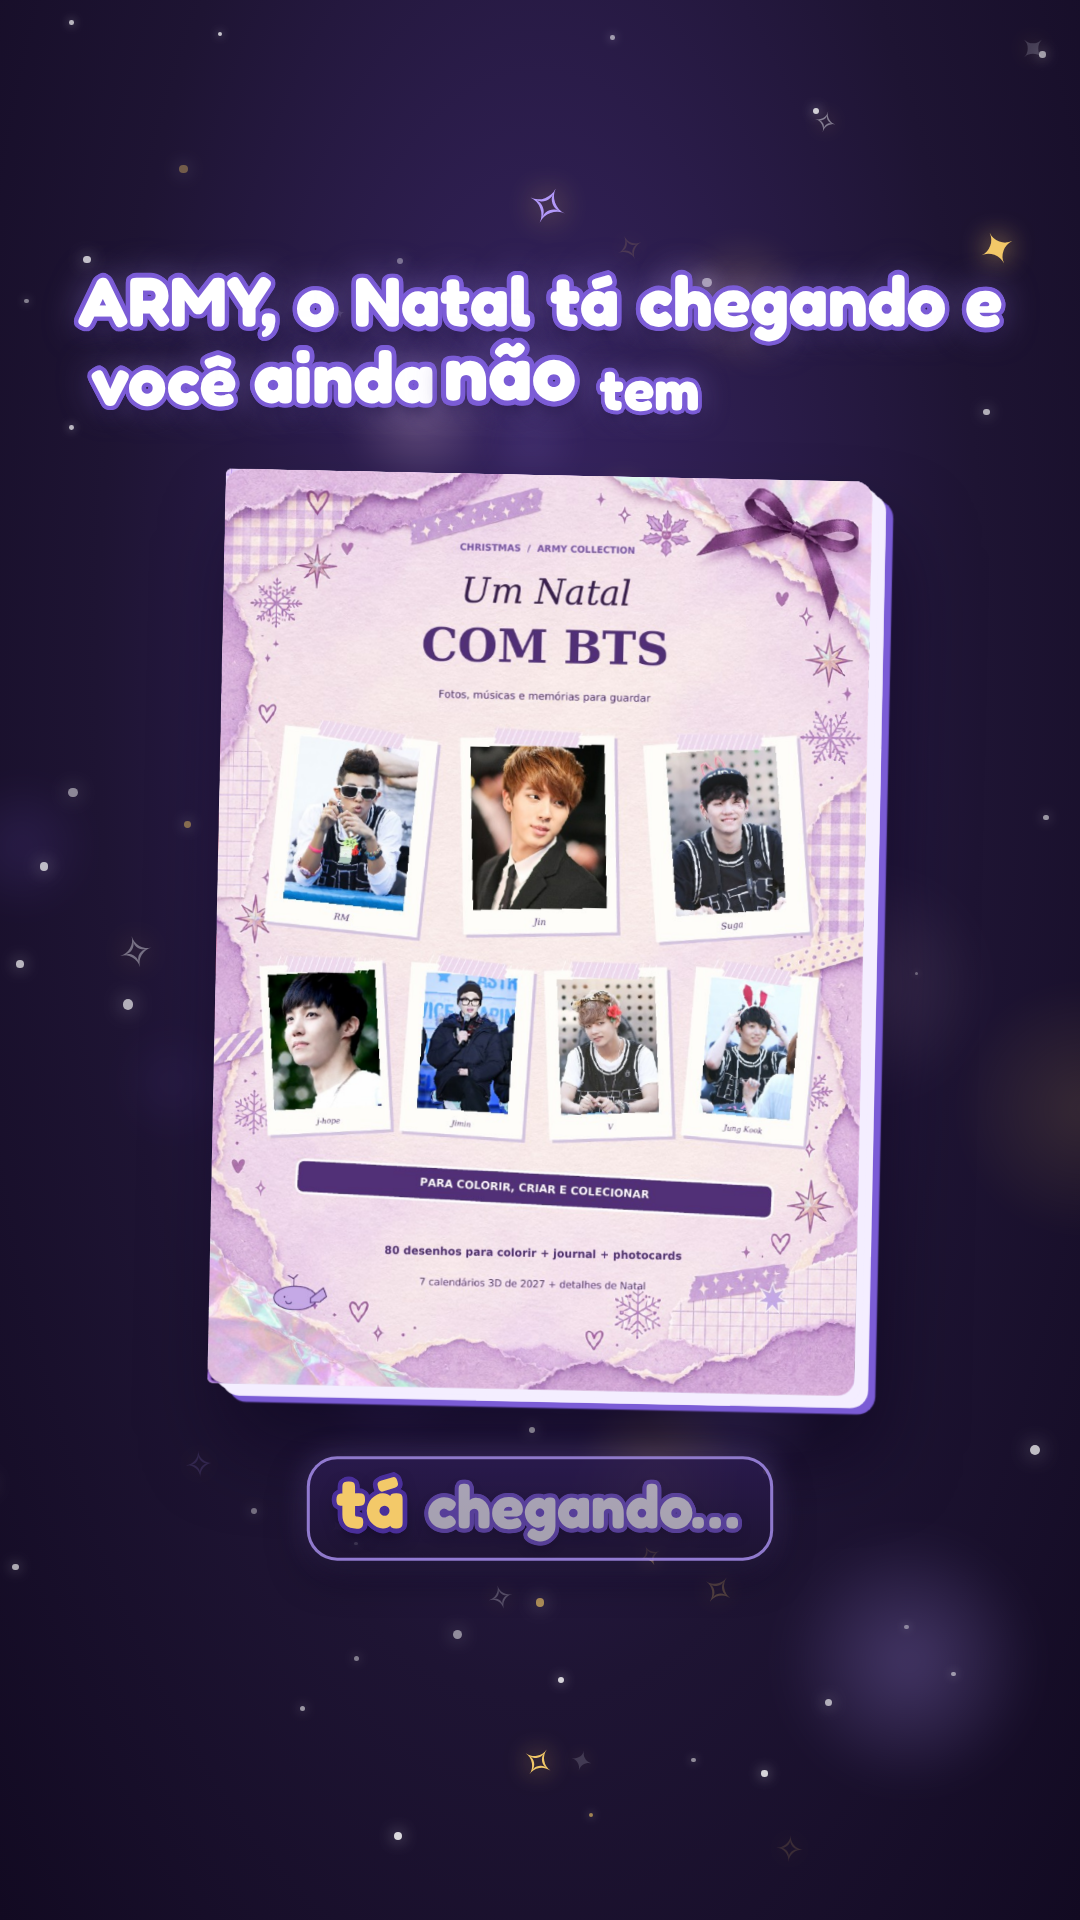 ARMY, o Natal tá chegando e
você ainda não tem
CHRISTMAS / ARMY COLLECTION
Um Natal
COM BTS
Fotos, músicas e memórias para guardar
RM
Jin
Suga
j-hope
Jimin
V
Jung Kook
PARA COLORIR, CRIAR E COLECIONAR
80 desenhos para colorir + journal + photocards
7 calendários 3D de 2027 + detalhes de Natal
tá chegando...